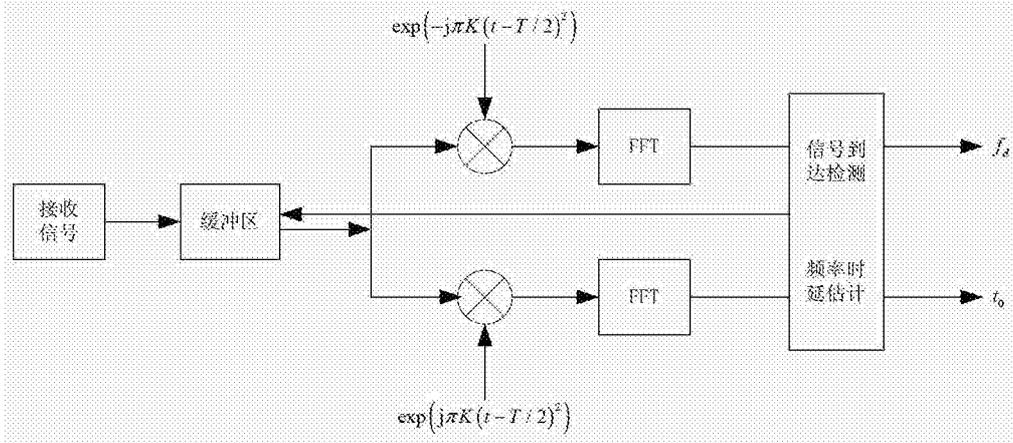 exp(-jπK(t-T/2)²)
FFT
信号到
达检测
f_d
接收
信号
缓冲区
频率时
延估计
FFT
t_0
exp(jπK(t-T/2)²)